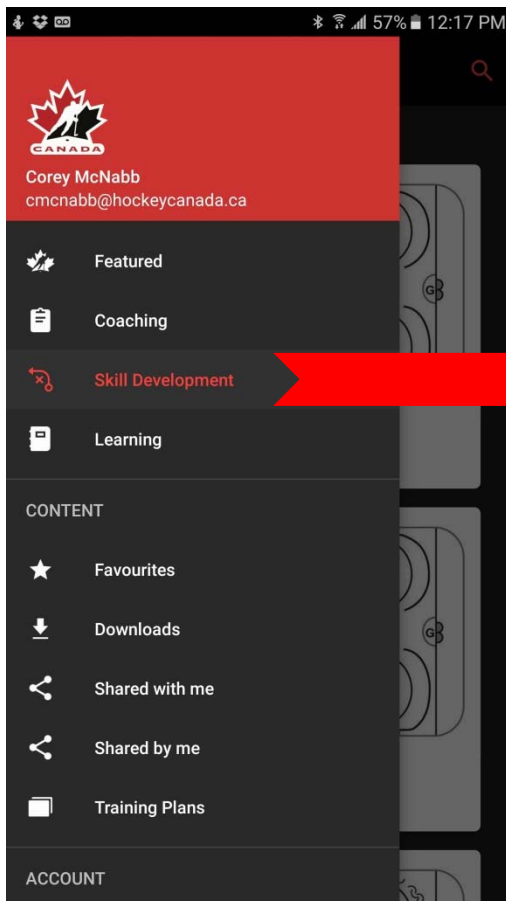 57% 12:17 PM
CANADA
Corey McNabb
cmcnabb@hockeycanada.ca
Featured
Coaching
Skill Development
Learning
CONTENT
Favourites
Downloads
Shared with me
Shared by me
Training Plans
ACCOUNT
G
G